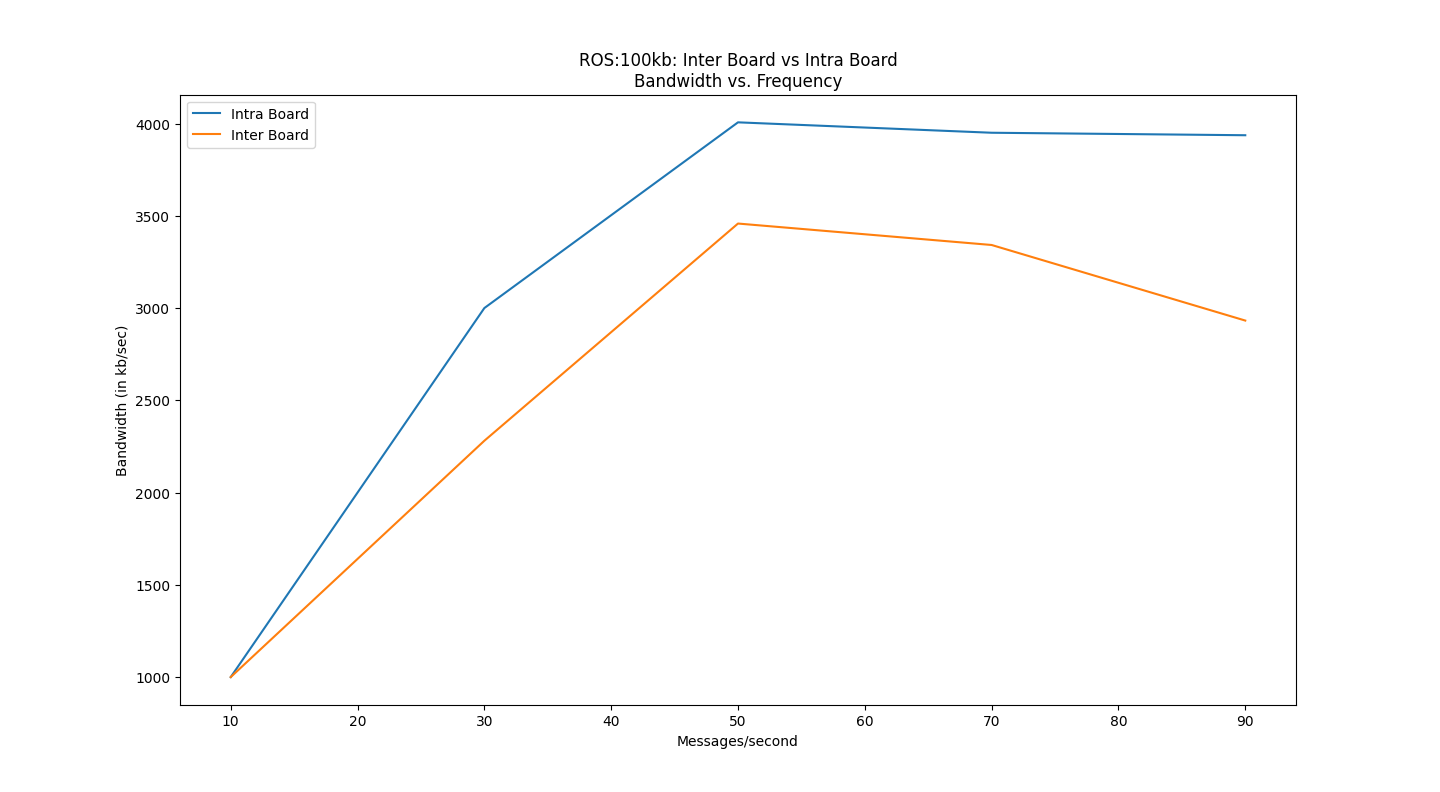 ROS:100kb: Inter Board vs Intra Board
Bandwidth vs. Frequency
Intra Board
Inter Board
4000
3500
3000
2500
2000
1500
1000
Bandwidth (in kb/sec)
10 20 30 40 50 60 70 80 90
Messages/second